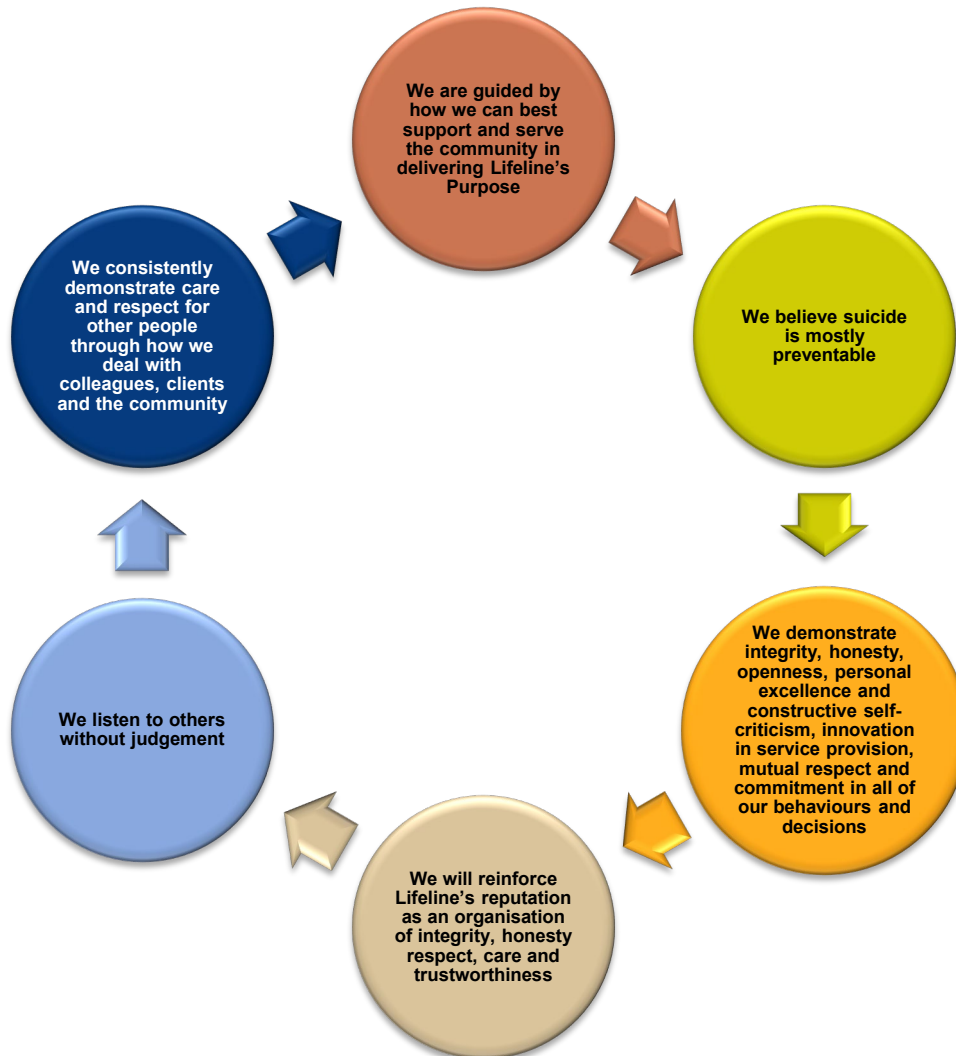 We are guided by
how we can best
support and serve
the community in
delivering Lifeline’s
Purpose
We believe suicide
is mostly
preventable
We demonstrate
integrity, honesty,
openness, personal
excellence and
constructive self-
criticism, innovation
in service provision,
mutual respect and
commitment in all of
our behaviours and
decisions
We will reinforce
Lifeline’s reputation
as an organisation
of integrity, honesty
respect, care and
trustworthiness
We listen to others
without judgement
We consistently
demonstrate care
and respect for
other people
through how we
deal with
colleagues, clients
and the community